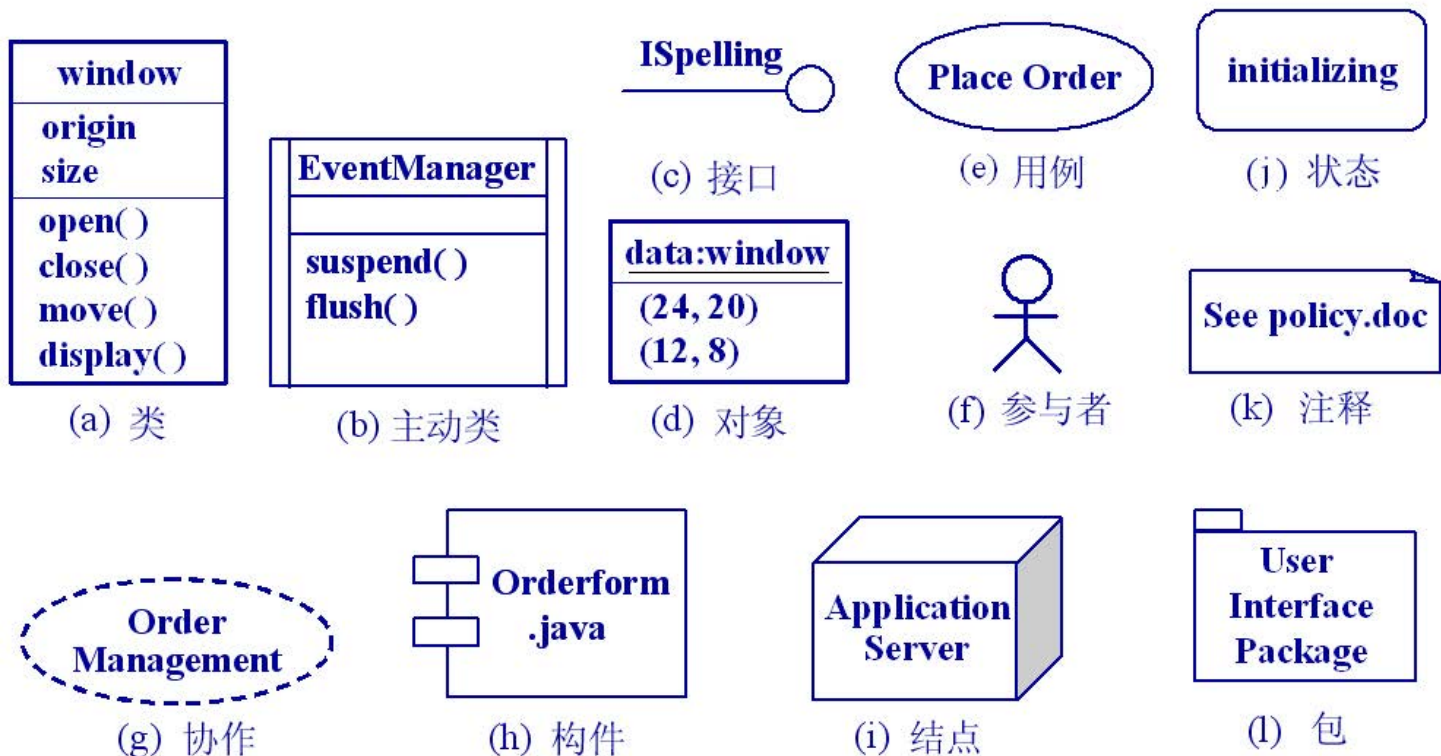 window
origin
size
open( )
close( )
move( )
display( )
(a) 类
EventManager
suspend( )
flush( )
(b) 主动类
ISpelling
(c) 接口
data:window
(24, 20)
(12, 8)
(d) 对象
Place Order
(e) 用例
(f) 参与者
initializing
(j) 状态
See policy.doc
(k) 注释
Order
Management
(g) 协作
Orderform
.java
(h) 构件
Application
Server
(i) 结点
User
Interface
Package
(l) 包